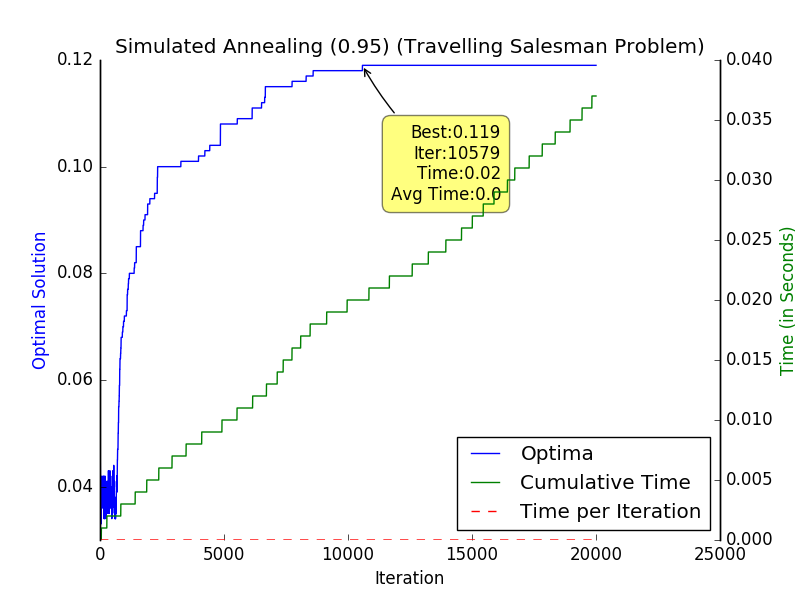 Simulated Annealing (0.95) (Travelling Salesman Problem)
0.12
0.10
0.08
0.06
0.04
Optimal Solution
Best:0.119
Iter:10579
Time:0.02
Avg Time:0.0
0.040
0.035
0.030
0.025
0.020
0.015
0.010
0.005
0.000
Time (in Seconds)
Optima
Cumulative Time
Time per Iteration
0 5000 10000 15000 20000 25000
Iteration